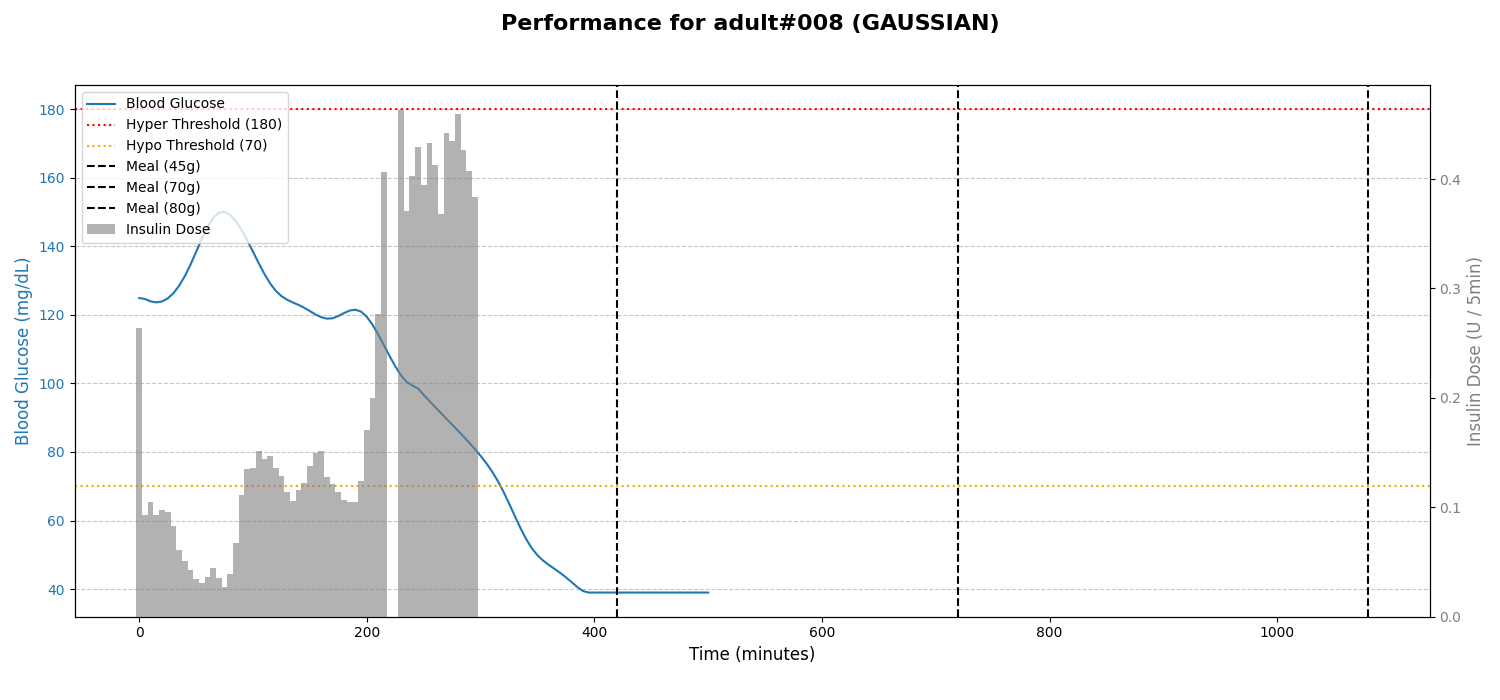 Performance for adult#008 (GAUSSIAN)
Blood Glucose
Hyper Threshold (180)
Hypo Threshold (70)
Meal (45g)
Meal (70g)
Meal (80g)
Insulin Dose
Blood Glucose (mg/dL)
180
160
140
120
100
80
60
40
0.4
0.3
0.2
0.1
0.0
Insulin Dose (U / 5min)
0 200 400 600 800 1000
Time (minutes)